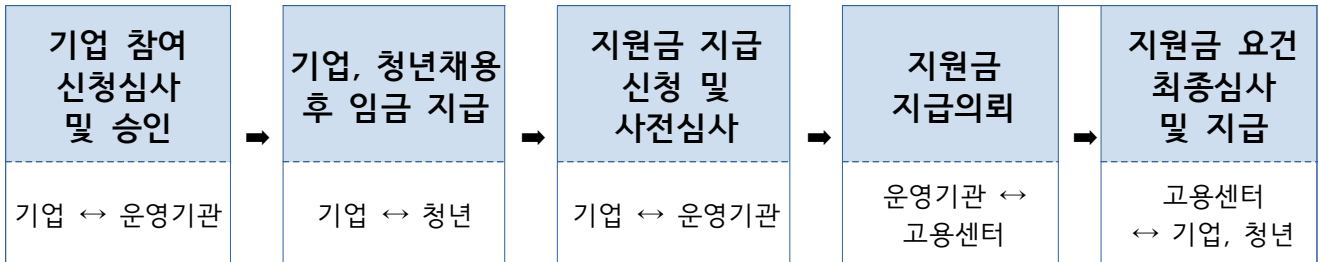 기업 참여
신청심사
및 승인
기업 ↔ 운영기관
➡
기업, 청년채용
후 임금 지급
기업 ↔ 청년
➡
지원금 지급
신청 및
사전심사
기업 ↔ 운영기관
➡
지원금
지급의뢰
운영기관 ↔
고용센터
➡
지원금 요건
최종심사
및 지급
고용센터
↔ 기업, 청년